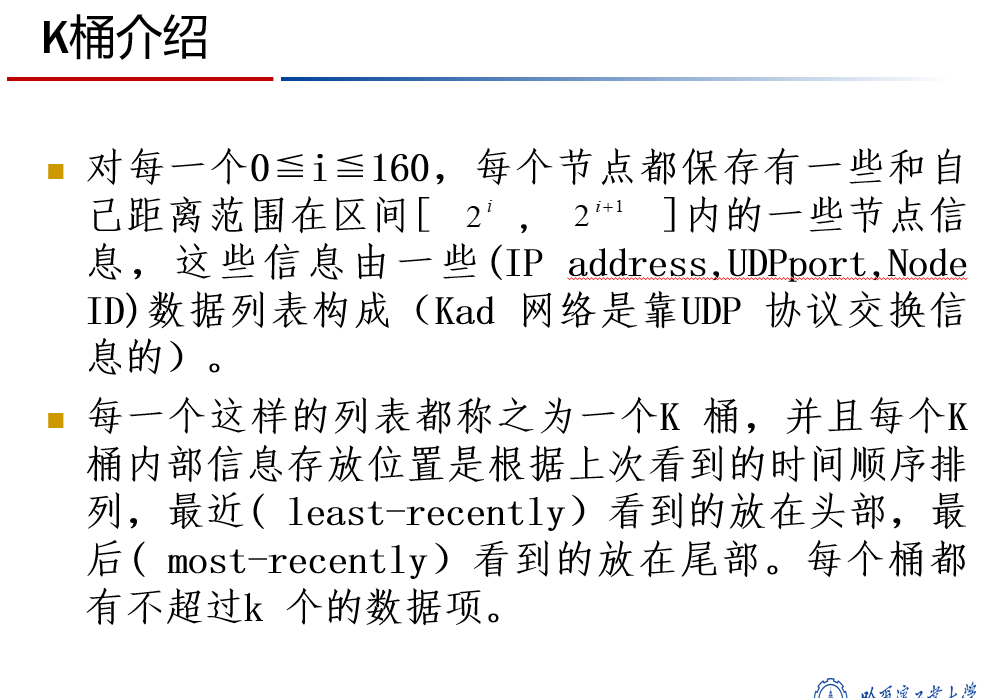 K桶介绍
■ 对每一个0≦i≦160，每个节点都保存有一些和自
己距离范围在区间[ 2^i , 2^{i+1} ]内的一些节点信
息，这些信息由一些(IP address,UDPport,Node
ID)数据列表构成（Kad 网络是靠UDP 协议交换信
息的）。
■ 每一个这样的列表都称之为一个K 桶，并且每个K
桶内部信息存放位置是根据上次看到的时间顺序排
列，最近( least-recently）看到的放在头部，最
后( most-recently）看到的放在尾部。每个桶都
有不超过k 个的数据项。